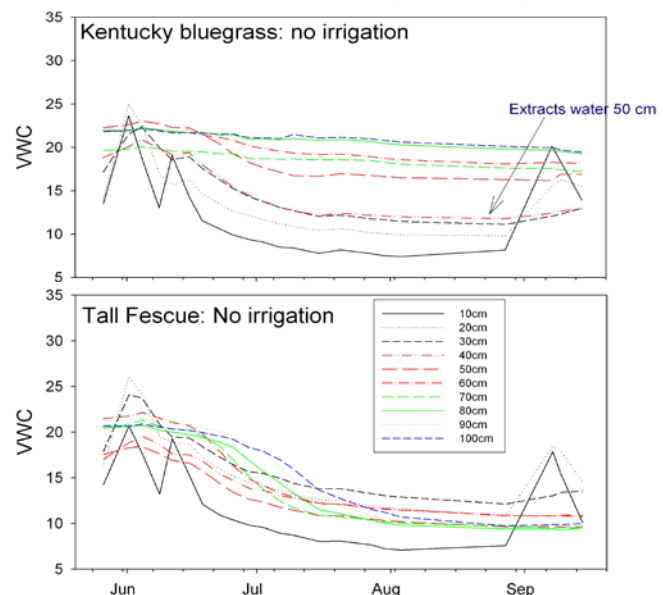 35
Kentucky bluegrass: no irrigation
30
25
Extracts water 50 cm
20
VWC
15
10
5
35
Tall Fescue: No irrigation
30
10cm
20cm
30cm
40cm
50cm
60cm
70cm
80cm
90cm
100cm
25
20
VWC
15
10
5
Jun Jul Aug Sep